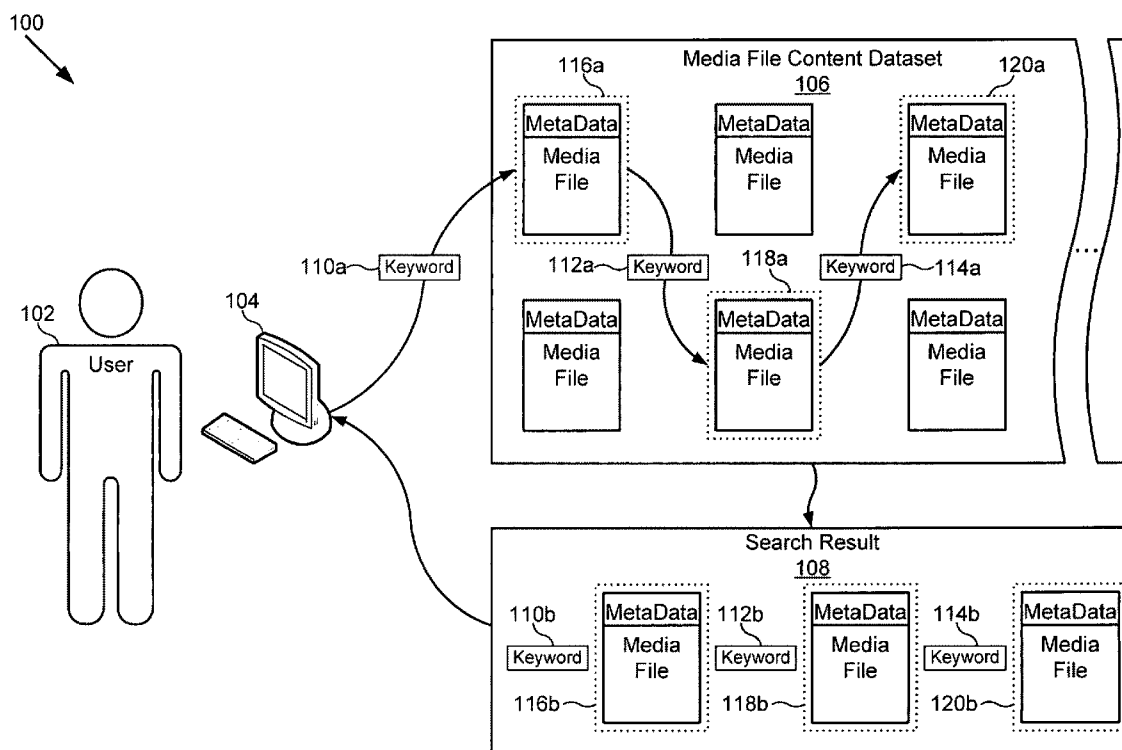 100
Media File Content Dataset
106
116a
120a
MetaData
Media
File
MetaData
Media
File
MetaData
Media
File
110a
Keyword
112a
Keyword
118a
Keyword
114a
MetaData
Media
File
MetaData
Media
File
MetaData
Media
File
102
User
104
Search Result
108
110b
Keyword
MetaData
Media
File
116b
112b
Keyword
MetaData
Media
File
118b
114b
Keyword
MetaData
Media
File
120b